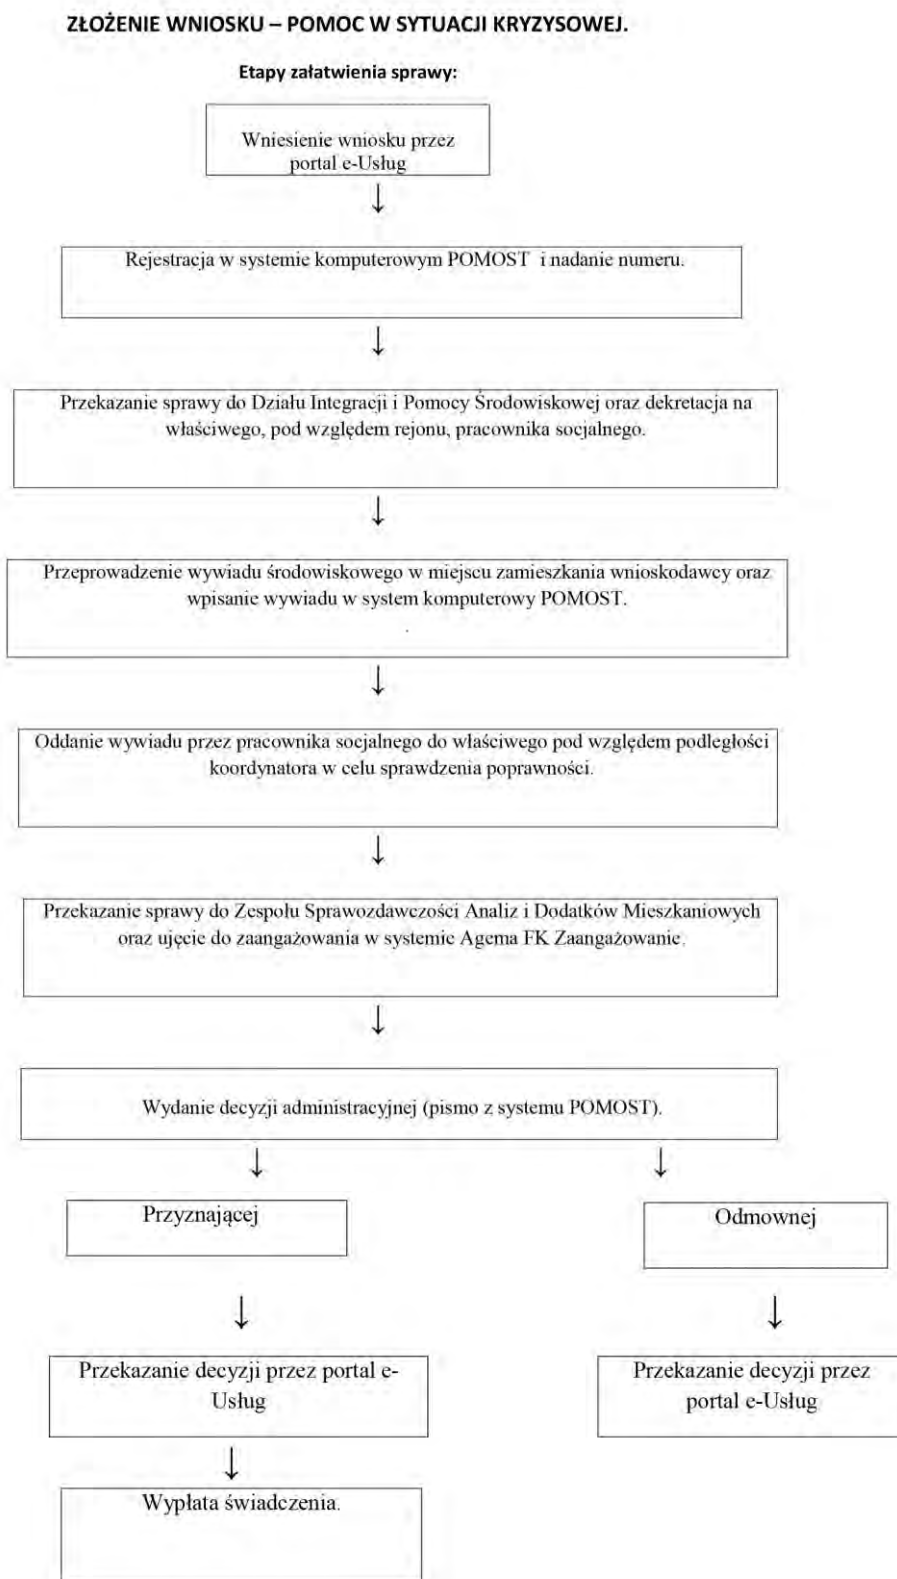 ZŁOŻENIE WNIOSKU – POMOC W SYTUACJI KRYZYSOWEJ.
Etapy załatwienia sprawy:
Wniesienie wniosku przez
portal e-Usług
Rejestracja w systemie komputerowym POMOST i nadanie numeru.
Przekazanie sprawy do Działu Integracji i Pomocy Środowiskowej oraz dekretacja na
właściwego, pod względem rejonu, pracownika socjalnego.
Przeprowadzenie wywiadu środowiskowego w miejscu zamieszkania wnioskodawcy oraz
wpisanie wywiadu w system komputerowy POMOST.
.
Oddanie wywiadu przez pracownika socjalnego do właściwego pod względem podległości
koordynatora w celu sprawdzenia poprawności.
Przekazanie sprawy do Zespołu Sprawozdawczości Analiz i Dodatków Mieszkaniowych
oraz ujęcie do zaangażowania w systemie Agema FK Zaangażowanie.
Wydanie decyzji administracyjnej (pismo z systemu POMOST).
Przyznającej
Odmownej
Przekazanie decyzji przez portal e-
Usług
Przekazanie decyzji przez
portal e-Usług
Wypłata świadczenia.